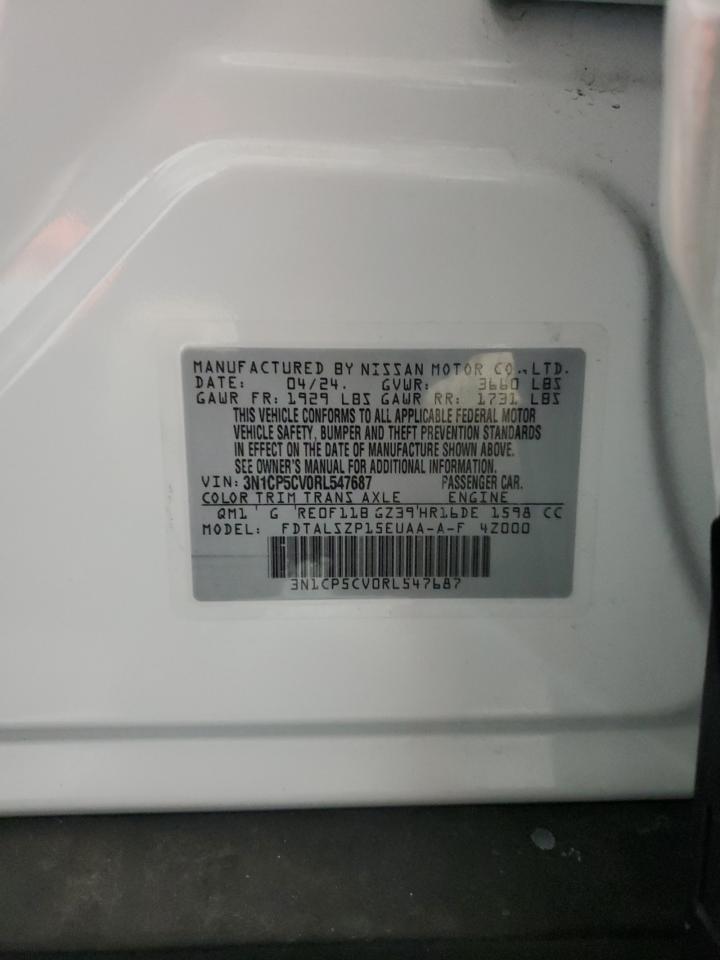 MANUFACTURED BY NISSAN MOTOR CO., LTD.
DATE: 04/24. GVWR: 3660 LBS
GAWR FR: 1929 LBS GAWR RR: 1731 LBS
THIS VEHICLE CONFORMS TO ALL APPLICABLE FEDERAL MOTOR
VEHICLE SAFETY, BUMPER AND THEFT PREVENTION STANDARDS
IN EFFECT ON THE DATE OF MANUFACTURE SHOWN ABOVE.
SEE OWNER'S MANUAL FOR ADDITIONAL INFORMATION.
VIN: 3N1CP5CV0RL547687 PASSENGER CAR.
COLOR TRIM TRANS AXLE ENGINE
QM1 G RE0F11B GZ39 HR16DE 1598 CC
MODEL: FDTALSZP15EUAA-A-F 4Z000
3N1CP5CV0RL547687